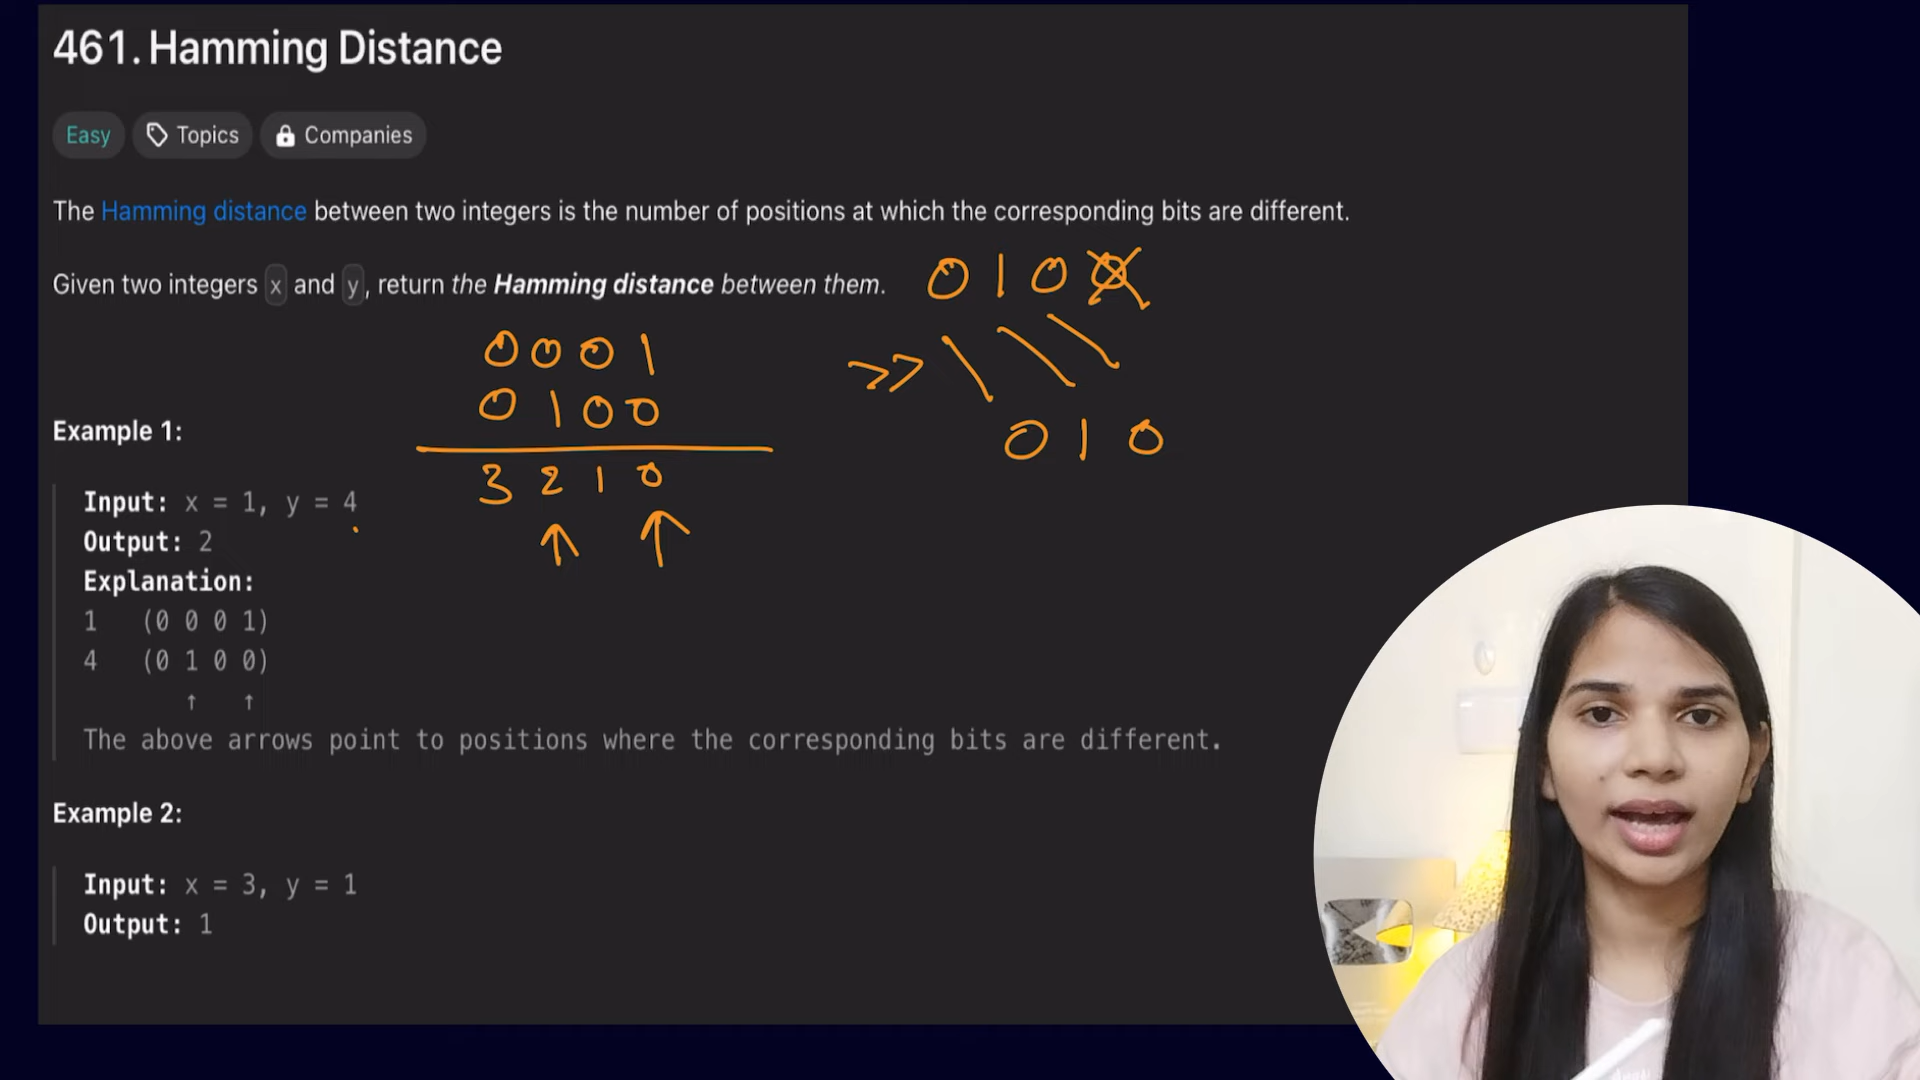 461. Hamming Distance
Easy Topics Companies
The Hamming distance between two integers is the number of positions at which the corresponding bits are different.
Given two integers x and y, return the Hamming distance between them.
0 1 0 0
0 0 0 1
>>
0 1 0 0
0 1 0
3 2 1 0
Example 1:
Input: x = 1, y = 4
Output: 2
Explanation:
1 (0 0 0 1)
4 (0 1 0 0)
↑ ↑
The above arrows point to positions where the corresponding bits are different.
Example 2:
Input: x = 3, y = 1
Output: 1